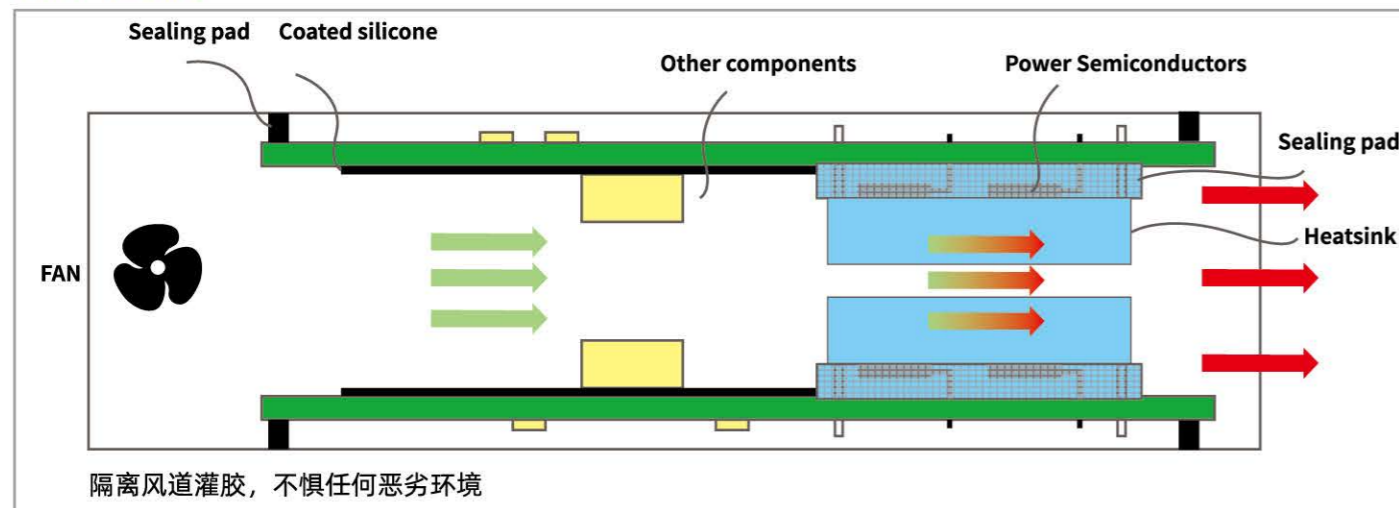 Sealing pad
Coated silicone
Other components
Power Semiconductors
Sealing pad
Heatsink
FAN
隔离风道灌胶，不惧任何恶劣环境